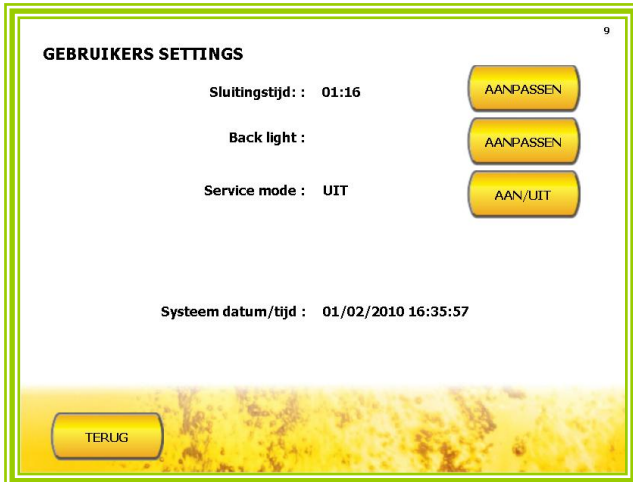 9
GEBRUIKERS SETTINGS
Sluitingstijd: : 01:16 AANPASSEN
Back light : AANPASSEN
Service mode : UIT AAN/UIT
Systeem datum/tijd : 01/02/2010 16:35:57
TERUG